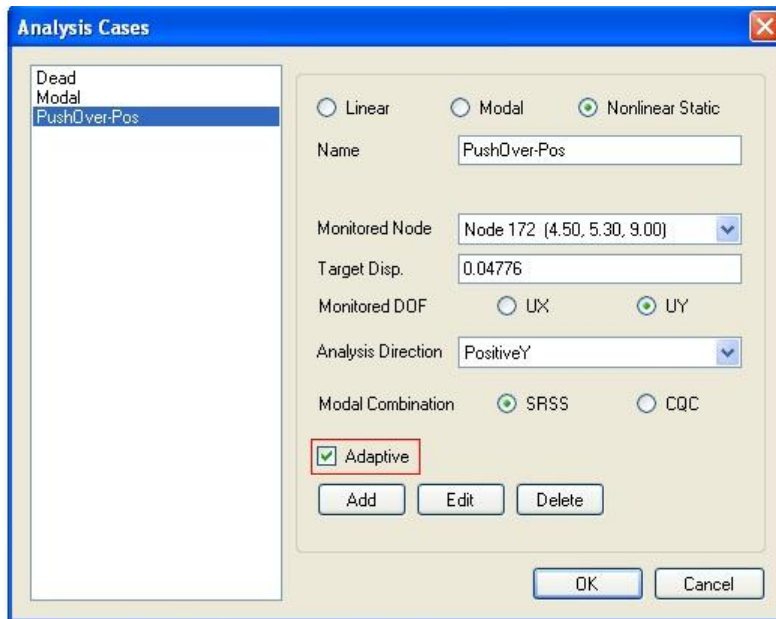 Analysis Cases
Dead
Modal
PushOver-Pos
Linear Modal Nonlinear Static
Name PushOver-Pos
Monitored Node Node 172 (4.50, 5.30, 9.00)
Target Disp. 0.04776
Monitored DOF UX UY
Analysis Direction PositiveY
Modal Combination SRSS CQC
Adaptive
Add Edit Delete
OK Cancel